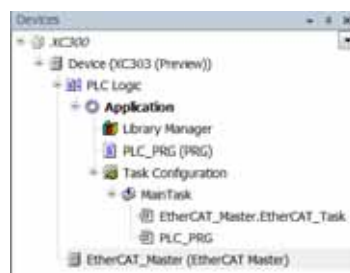 Devices
XC300
Device (XC303 (Preview))
PLC Logic
Application
Library Manager
PLC_PRG (PRG)
Task Configuration
MainTask
EtherCAT_Master.EtherCAT_Task
PLC_PRG
EtherCAT_Master (EtherCAT Master)